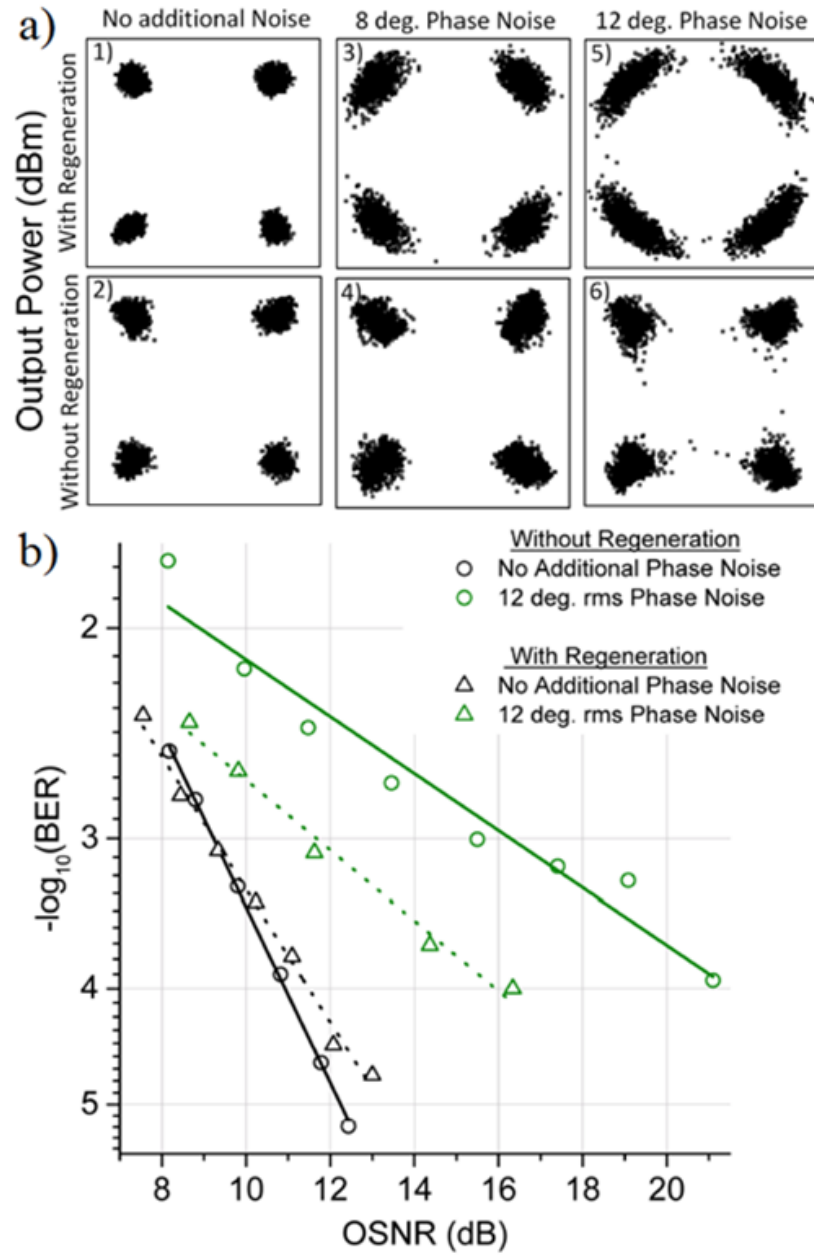 a)
No additional Noise 8 deg. Phase Noise 12 deg. Phase Noise
Output Power (dBm)
With Regeneration
1) 3) 5)
Without Regeneration
2) 4) 6)
b)
Without Regeneration
No Additional Phase Noise
12 deg. rms Phase Noise
With Regeneration
No Additional Phase Noise
12 deg. rms Phase Noise
-log10(BER)
2
3
4
5
8 10 12 14 16 18 20
OSNR (dB)